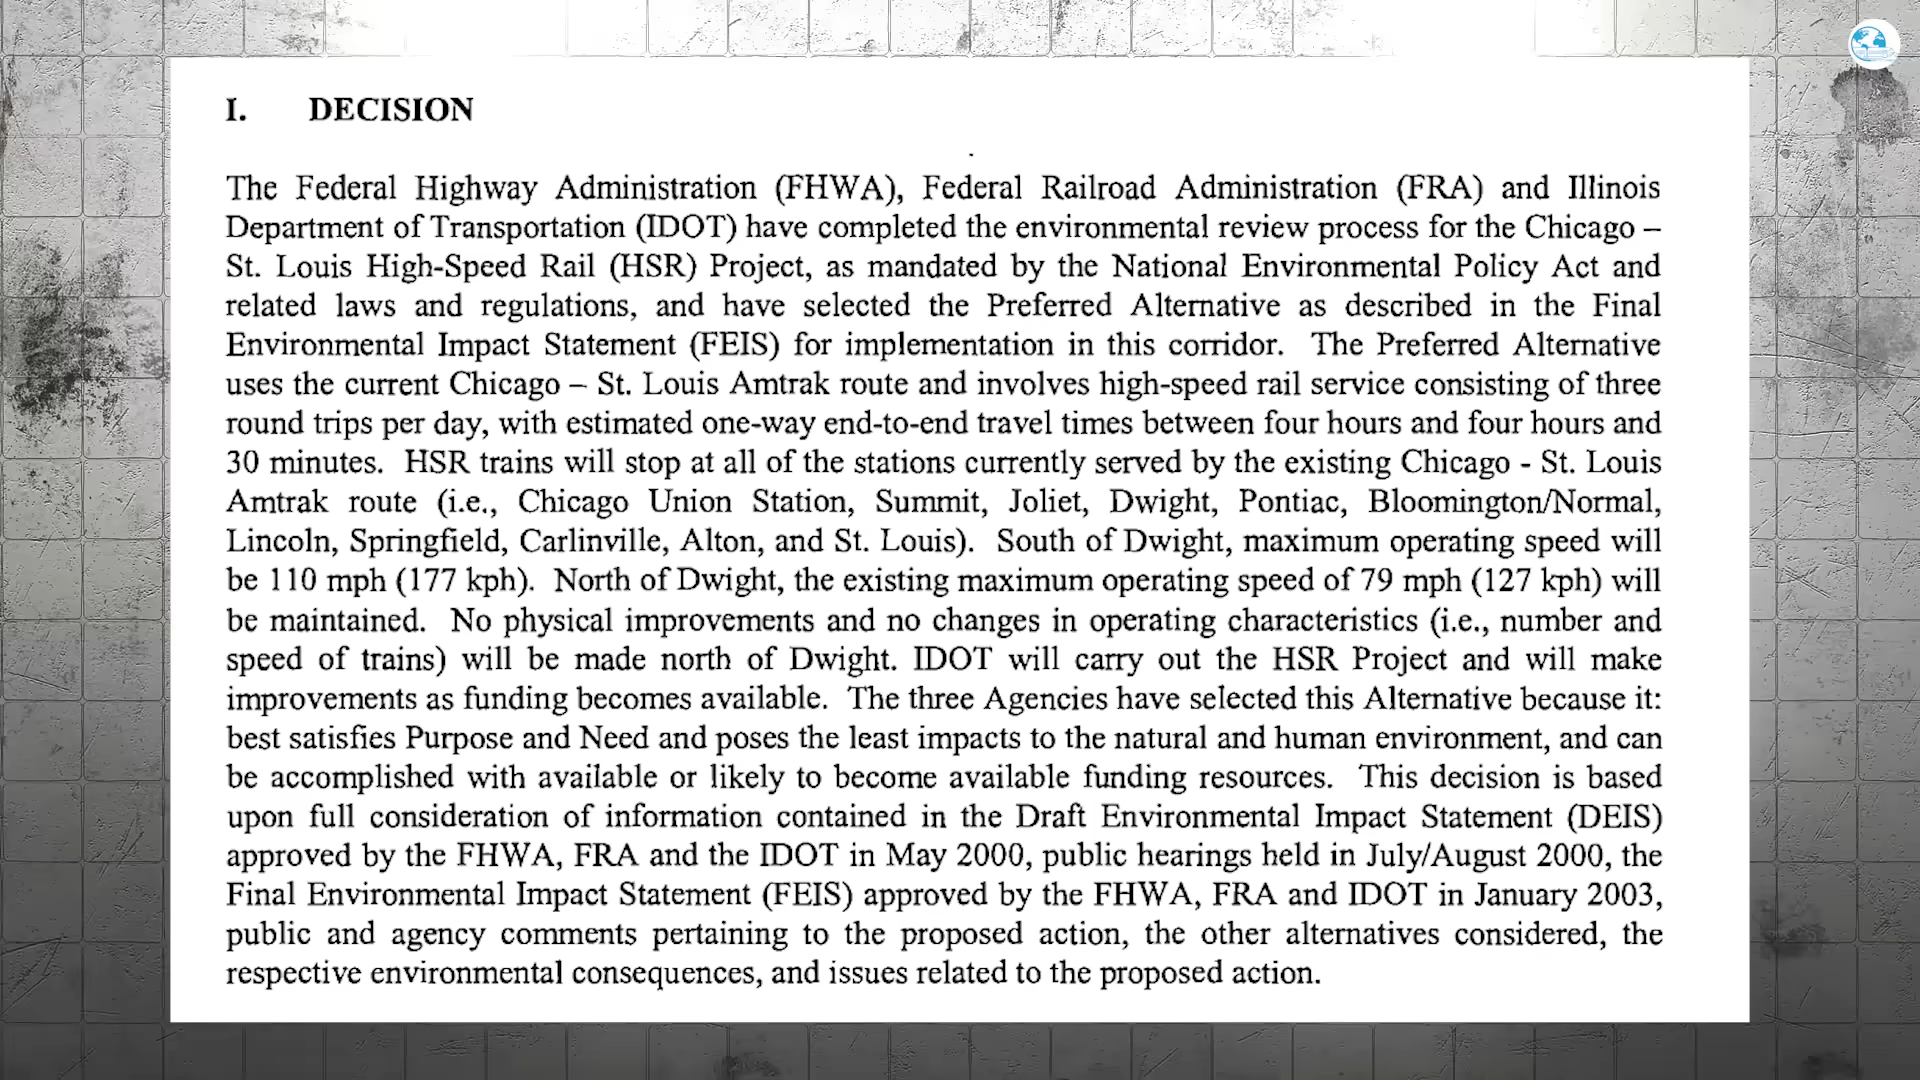 I. DECISION
The Federal Highway Administration (FHWA), Federal Railroad Administration (FRA) and Illinois
Department of Transportation (IDOT) have completed the environmental review process for the Chicago –
St. Louis High-Speed Rail (HSR) Project, as mandated by the National Environmental Policy Act and
related laws and regulations, and have selected the Preferred Alternative as described in the Final
Environmental Impact Statement (FEIS) for implementation in this corridor. The Preferred Alternative
uses the current Chicago – St. Louis Amtrak route and involves high-speed rail service consisting of three
round trips per day, with estimated one-way end-to-end travel times between four hours and four hours and
30 minutes. HSR trains will stop at all of the stations currently served by the existing Chicago - St. Louis
Amtrak route (i.e., Chicago Union Station, Summit, Joliet, Dwight, Pontiac, Bloomington/Normal,
Lincoln, Springfield, Carlinville, Alton, and St. Louis). South of Dwight, maximum operating speed will
be 110 mph (177 kph). North of Dwight, the existing maximum operating speed of 79 mph (127 kph) will
be maintained. No physical improvements and no changes in operating characteristics (i.e., number and
speed of trains) will be made north of Dwight. IDOT will carry out the HSR Project and will make
improvements as funding becomes available. The three Agencies have selected this Alternative because it:
best satisfies Purpose and Need and poses the least impacts to the natural and human environment, and can
be accomplished with available or likely to become available funding resources. This decision is based
upon full consideration of information contained in the Draft Environmental Impact Statement (DEIS)
approved by the FHWA, FRA and the IDOT in May 2000, public hearings held in July/August 2000, the
Final Environmental Impact Statement (FEIS) approved by the FHWA, FRA and IDOT in January 2003,
public and agency comments pertaining to the proposed action, the other alternatives considered, the
respective environmental consequences, and issues related to the proposed action.